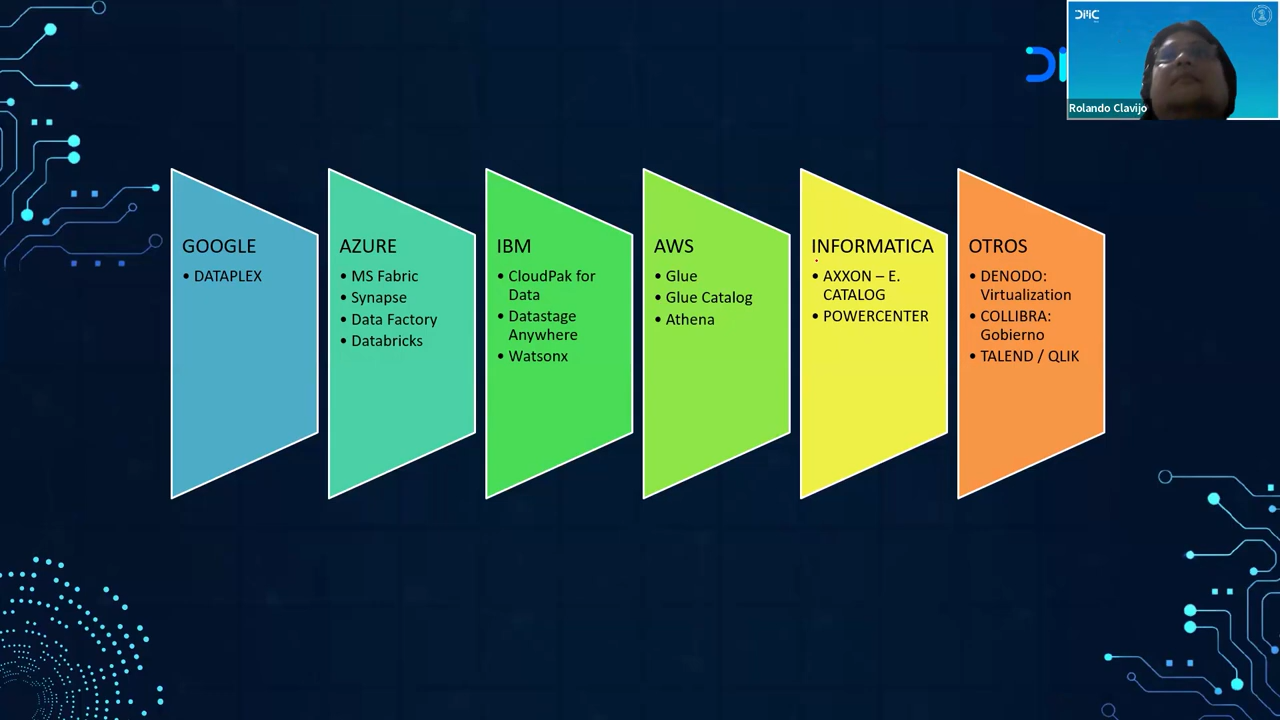 DMC
Rolando Clavijo
GOOGLE
• DATAPLEX
AZURE
• MS Fabric
• Synapse
• Data Factory
• Databricks
IBM
• CloudPak for
Data
• Datastage
Anywhere
• Watsonx
AWS
• Glue
• Glue Catalog
• Athena
INFORMATICA
• AXXON – E.
CATALOG
• POWERCENTER
OTROS
• DENODO:
Virtualization
• COLLIBRA:
Gobierno
• TALEND / QLIK